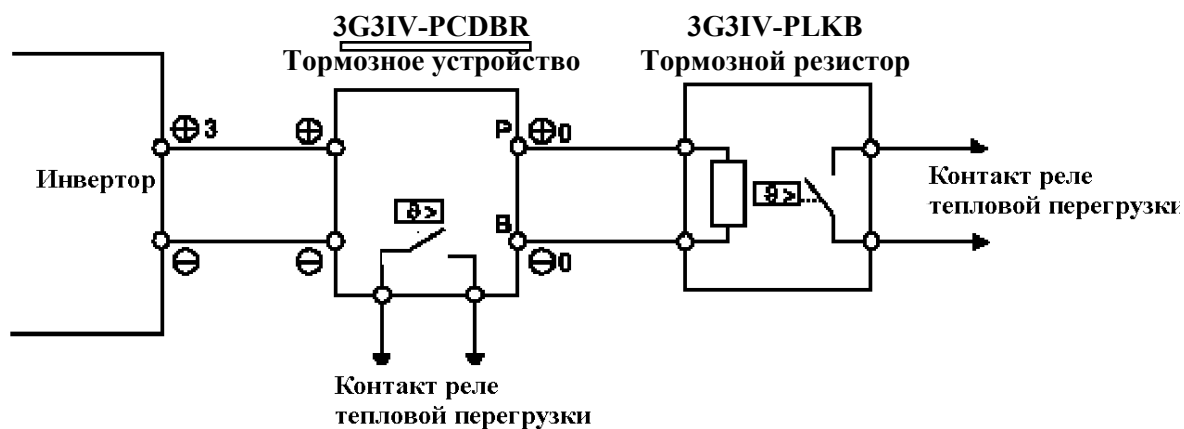 3G3IV-PCDBR
Тормозное устройство
3G3IV-PLKB
Тормозной резистор
Инвертор
⊕3
⊖
⊕
⊖
P ⊕0
B ⊖0
ϑ>
ϑ>
Контакт реле
тепловой перегрузки
Контакт реле
тепловой перегрузки